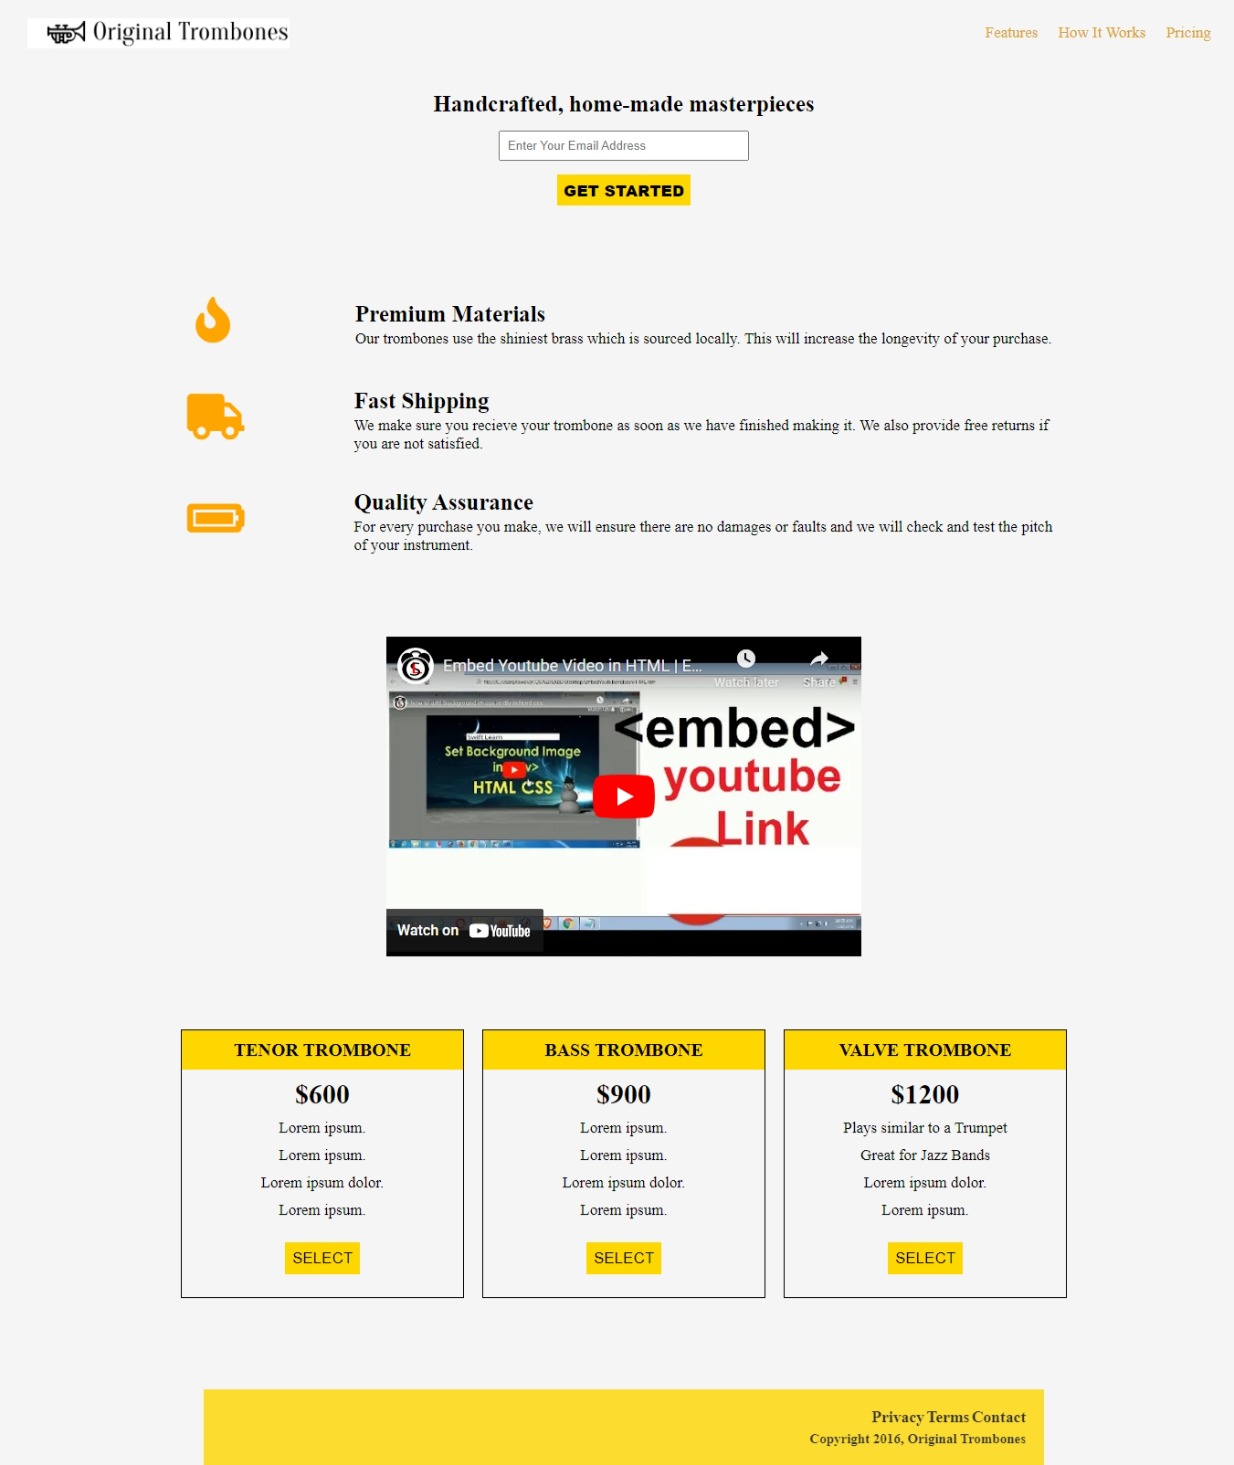 Original Trombones
Features How It Works Pricing
Handcrafted, home-made masterpieces
Enter Your Email Address
GET STARTED
Premium Materials
Our trombones use the shiniest brass which is sourced locally. This will increase the longevity of your purchase.
Fast Shipping
We make sure you recieve your trombone as soon as we have finished making it. We also provide free returns if
you are not satisfied.
Quality Assurance
For every purchase you make, we will ensure there are no damages or faults and we will check and test the pitch
of your instrument.
Embed Youtube Video in HTML | E...
Watch later
Share
<embed>
youtube
Link
Swift Learn
Set Background Image
HTML CSS
Watch on YouTube
TENOR TROMBONE
$600
Lorem ipsum.
Lorem ipsum.
Lorem ipsum dolor.
Lorem ipsum.
SELECT
BASS TROMBONE
$900
Lorem ipsum.
Lorem ipsum.
Lorem ipsum dolor.
Lorem ipsum.
SELECT
VALVE TROMBONE
$1200
Plays similar to a Trumpet
Great for Jazz Bands
Lorem ipsum dolor.
Lorem ipsum.
SELECT
Privacy Terms Contact
Copyright 2016, Original Trombones